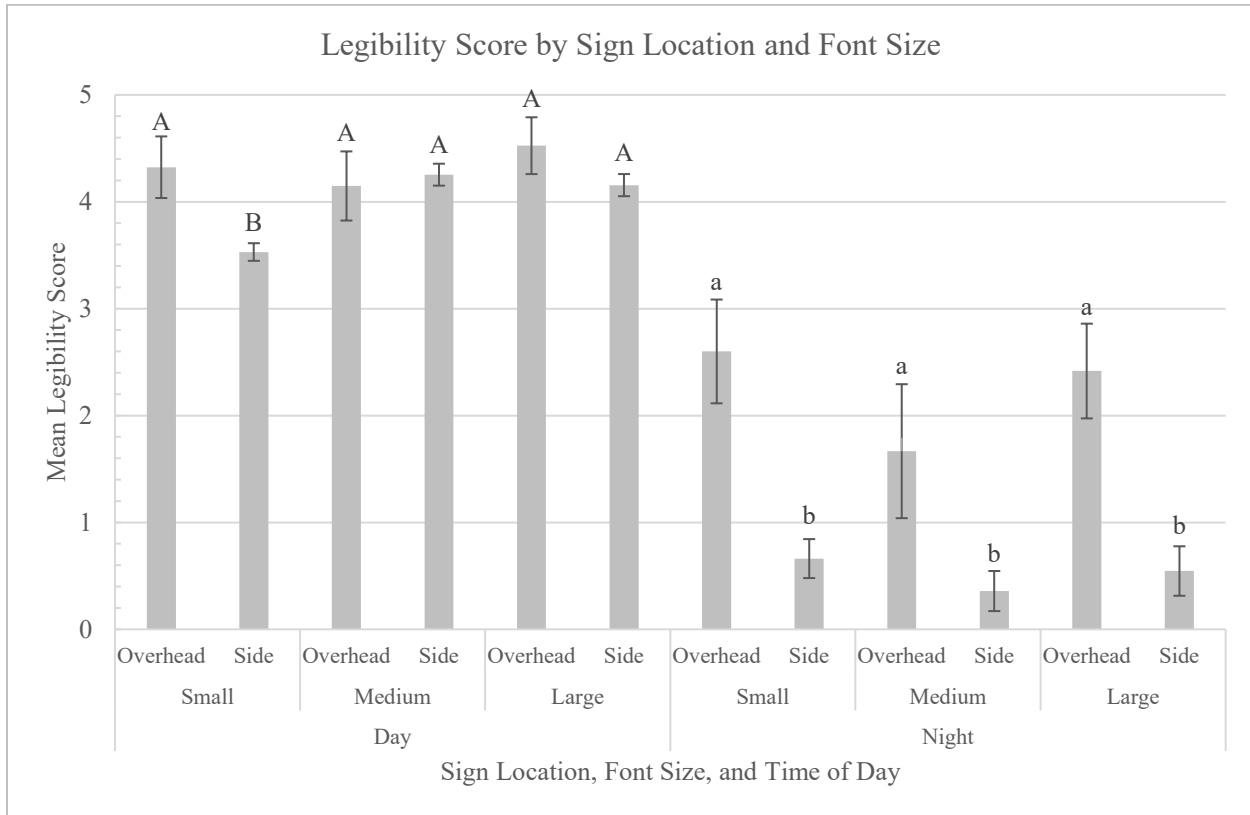 Legibility Score by Sign Location and Font Size
Mean Legibility Score
5
4
3
2
1
0
A
B
A
A
A
A
a
b
a
b
a
b
Overhead Side Overhead Side Overhead Side Overhead Side Overhead Side Overhead Side
Small Medium Large Small Medium Large
Day Night
Sign Location, Font Size, and Time of Day